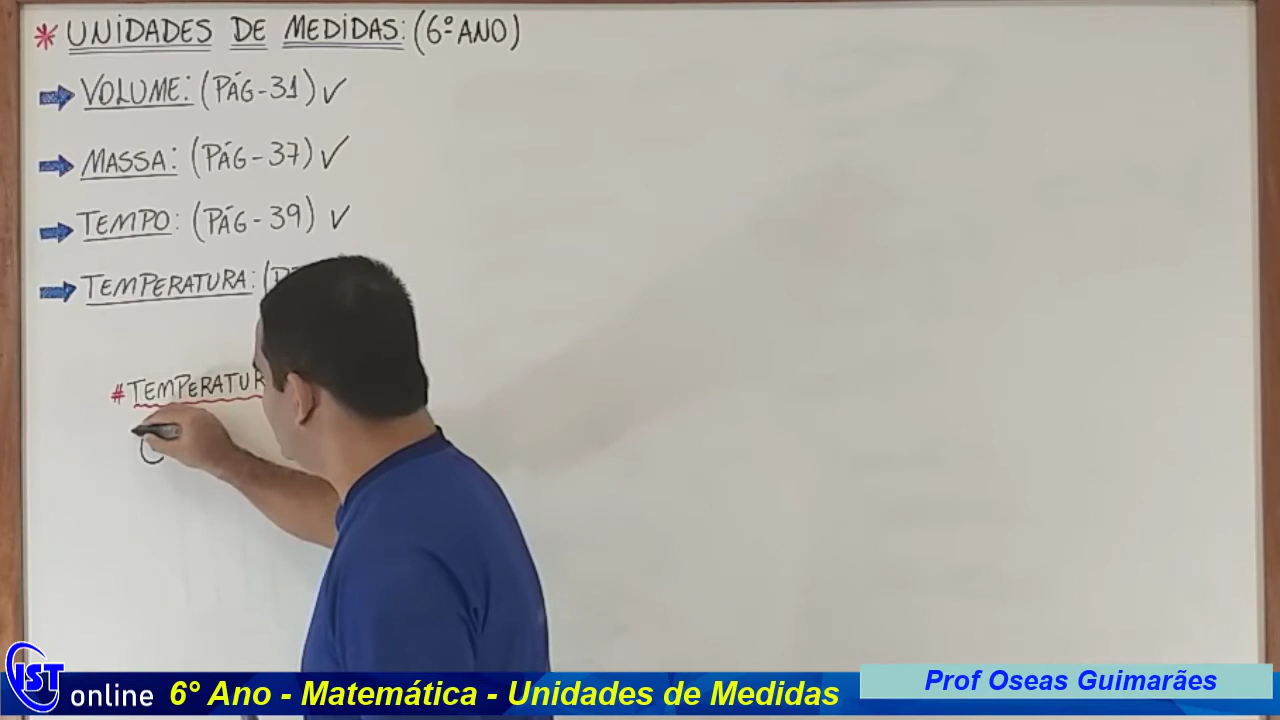 * UNIDADES DE MEDIDAS: (6º ANO)
VOLUME: (PÁG-31) ✓
MASSA: (PÁG-37) ✓
TEMPO: (PÁG-39) ✓
TEMPERATURA:
#
C
IST online 6° Ano - Matemática - Unidades de Medidas
Prof Oseas Guimarães